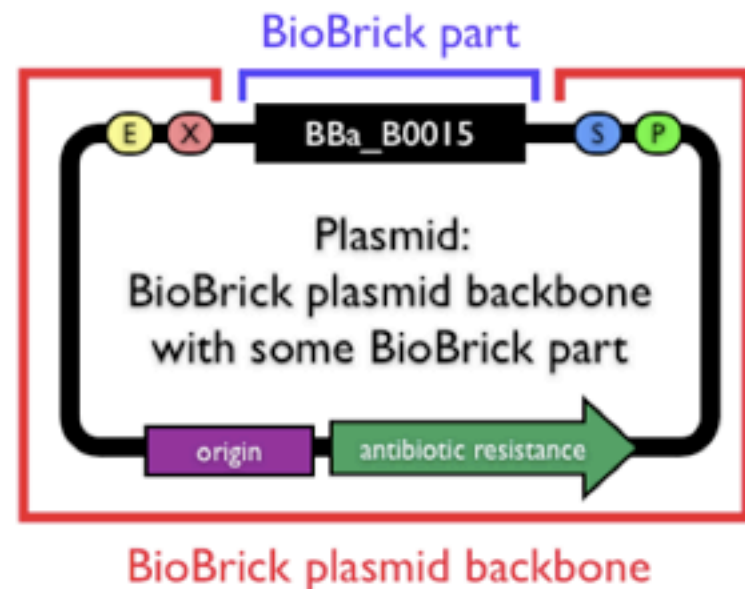 BioBrick part
E X BBa_B0015 S P
Plasmid:
BioBrick plasmid backbone
with some BioBrick part
origin antibiotic resistance
BioBrick plasmid backbone